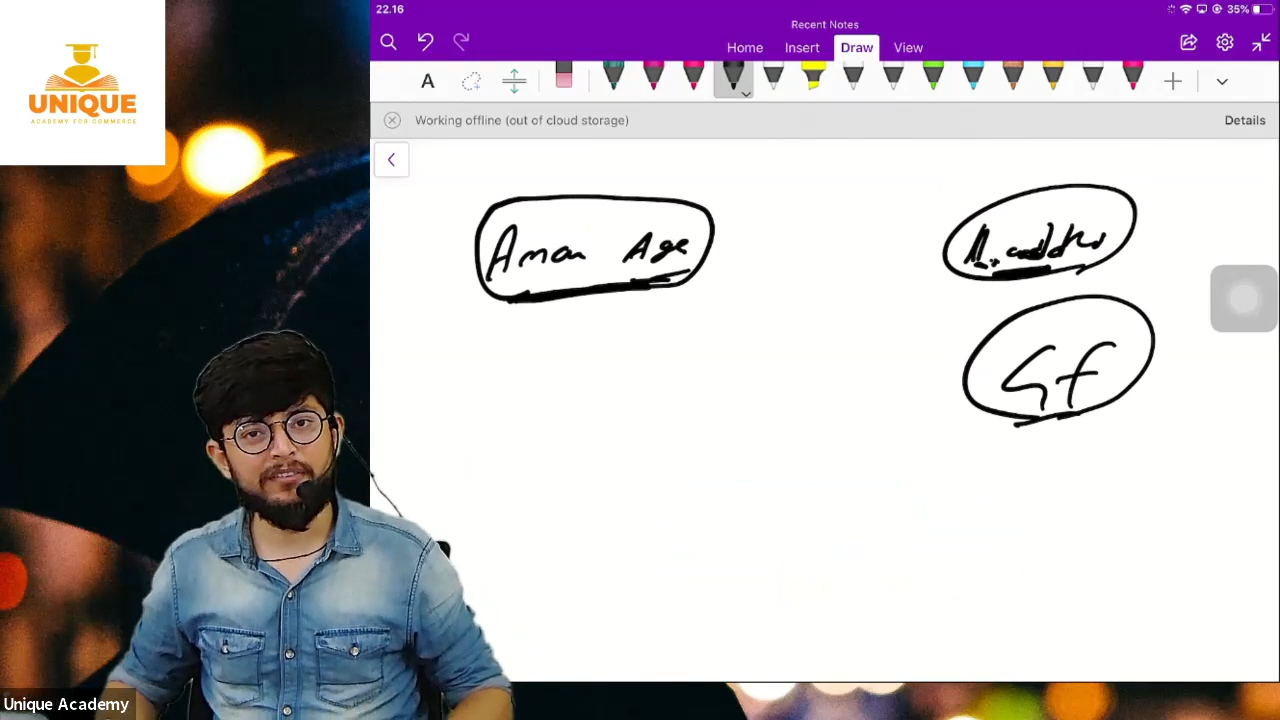 UNIQUE
ACADEMY FOR COMMERCE
22.16
Recent Notes
35%
Home Insert Draw View
A
Working offline (out of cloud storage)
Details
Aman Age
Gf
Unique Academy